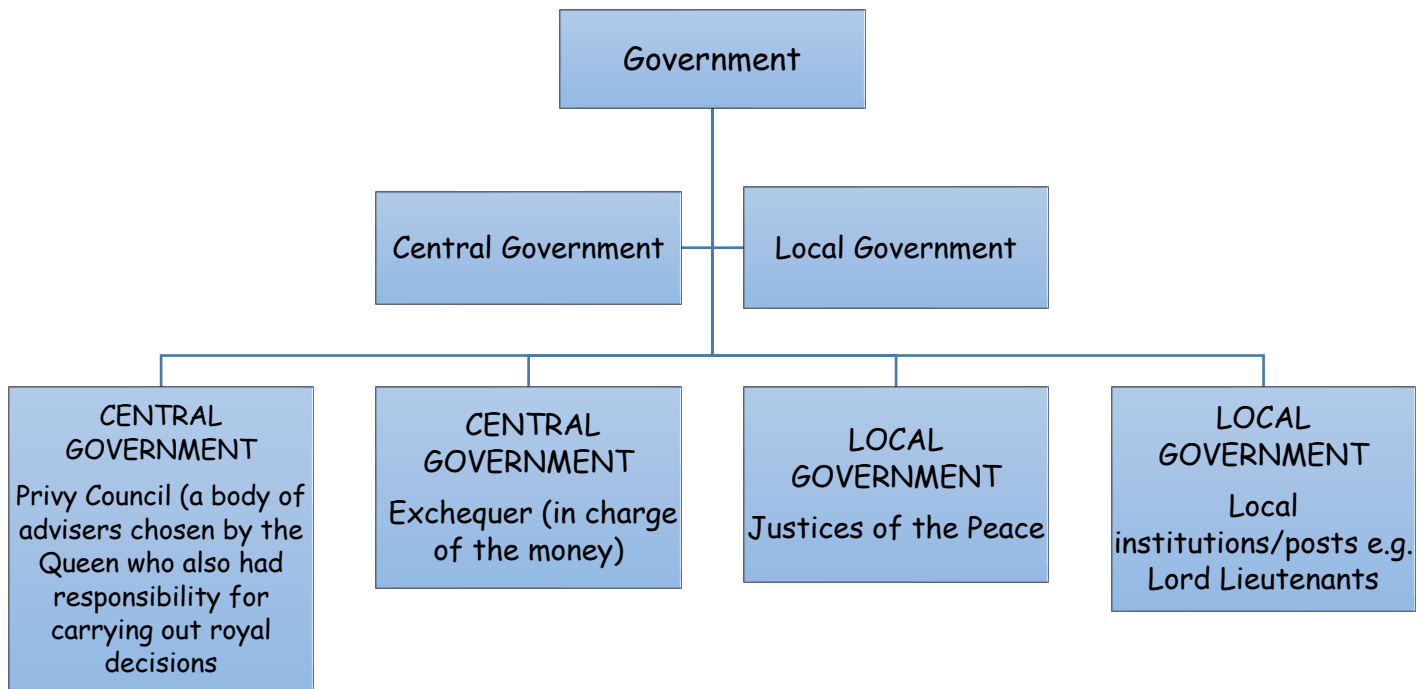 Government
Central Government
Local Government
CENTRAL
GOVERNMENT
Privy Council (a body of
advisers chosen by the
Queen who also had
responsibility for
carrying out royal
decisions
CENTRAL
GOVERNMENT
Exchequer (in charge
of the money)
LOCAL
GOVERNMENT
Justices of the Peace
LOCAL
GOVERNMENT
Local
institutions/posts e.g.
Lord Lieutenants